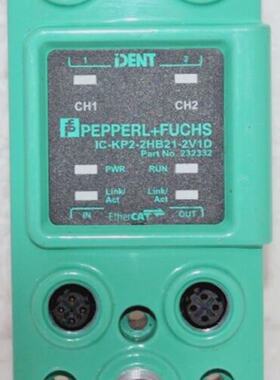 iDENT
1 2
CH1 CH2
PEPPERL+FUCHS
IC-KP2-2HB21-2V1D
Part No. 232332
PWR RUN
Link/ Link/
Act Act
IN EtherCAT OUT